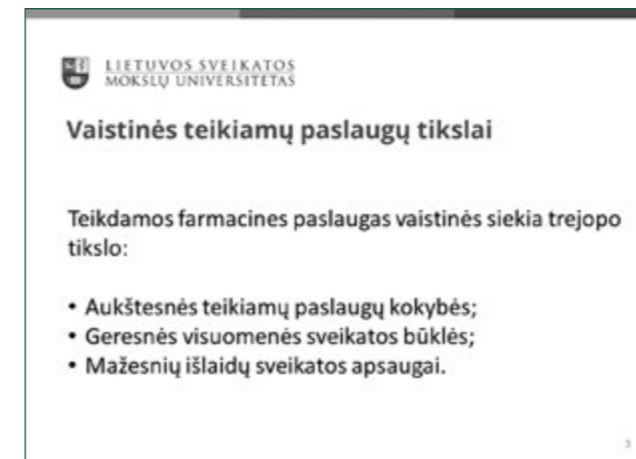 LIETUVOS SVEIKATOS
MOKSLŲ UNIVERSITETAS
Vaistinės teikiamų paslaugų tikslai
Teikdamos farmacines paslaugas vaistinės siekia trejopo
tikslo:
• Aukštesnės teikiamų paslaugų kokybės;
• Geresnės visuomenės sveikatos būklės;
• Mažesnių išlaidų sveikatos apsaugai.
3